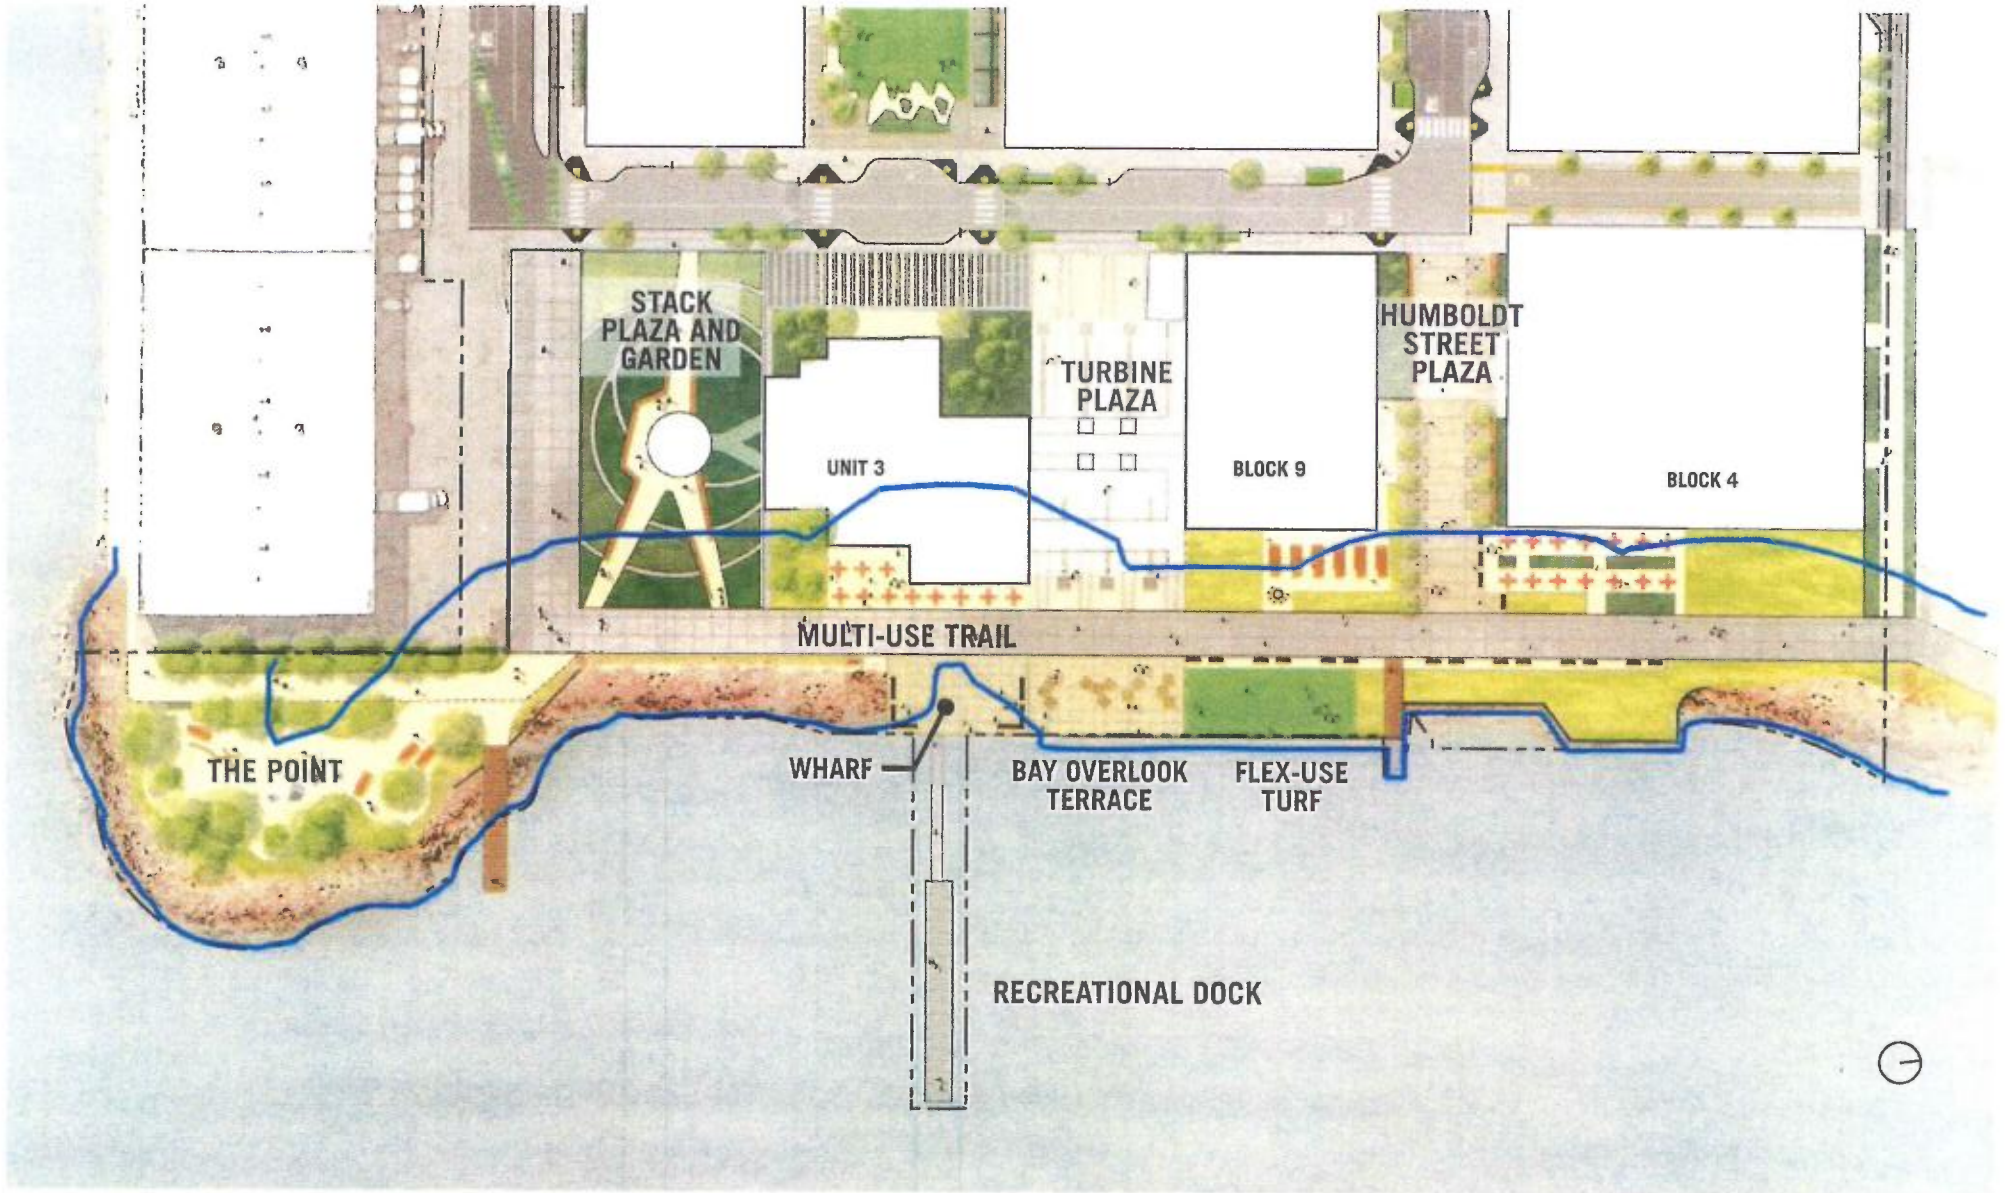 STACK
PLAZA AND
GARDEN
HUMBOLDT
STREET
PLAZA
TURBINE
PLAZA
UNIT 3
BLOCK 9
BLOCK 4
MULTI-USE TRAIL
THE POINT
WHARF
BAY OVERLOOK
TERRACE
FLEX-USE
TURF
RECREATIONAL DOCK